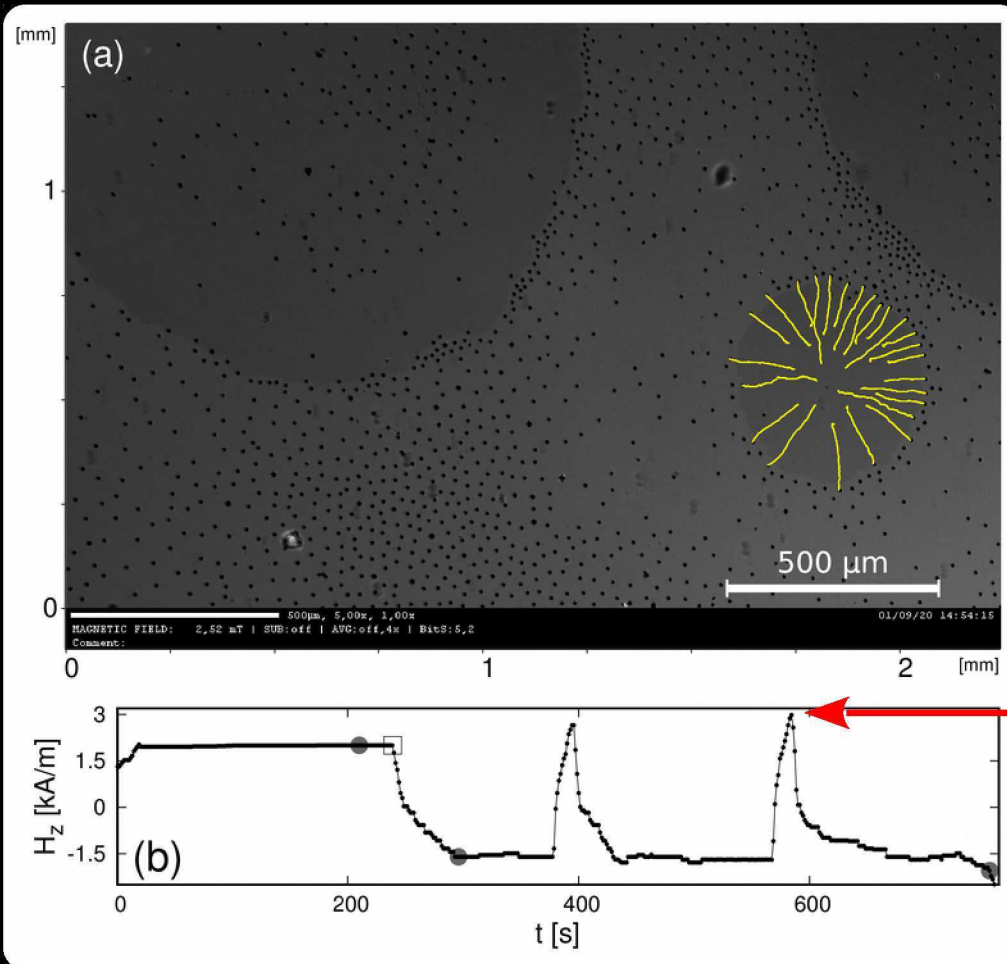 [mm]
(a)
1
0
500 µm
500µm, 5,00x, 1,00x
01/09/20 14:54:15
MAGNETIC FIELD: 2,52 mT | SUB:off | AVG:off,4x | BitS:5,2
Comment:
0
1
2
[mm]
3
1.5
0
-1.5
Hz [kA/m]
(b)
0
200
400
600
t [s]